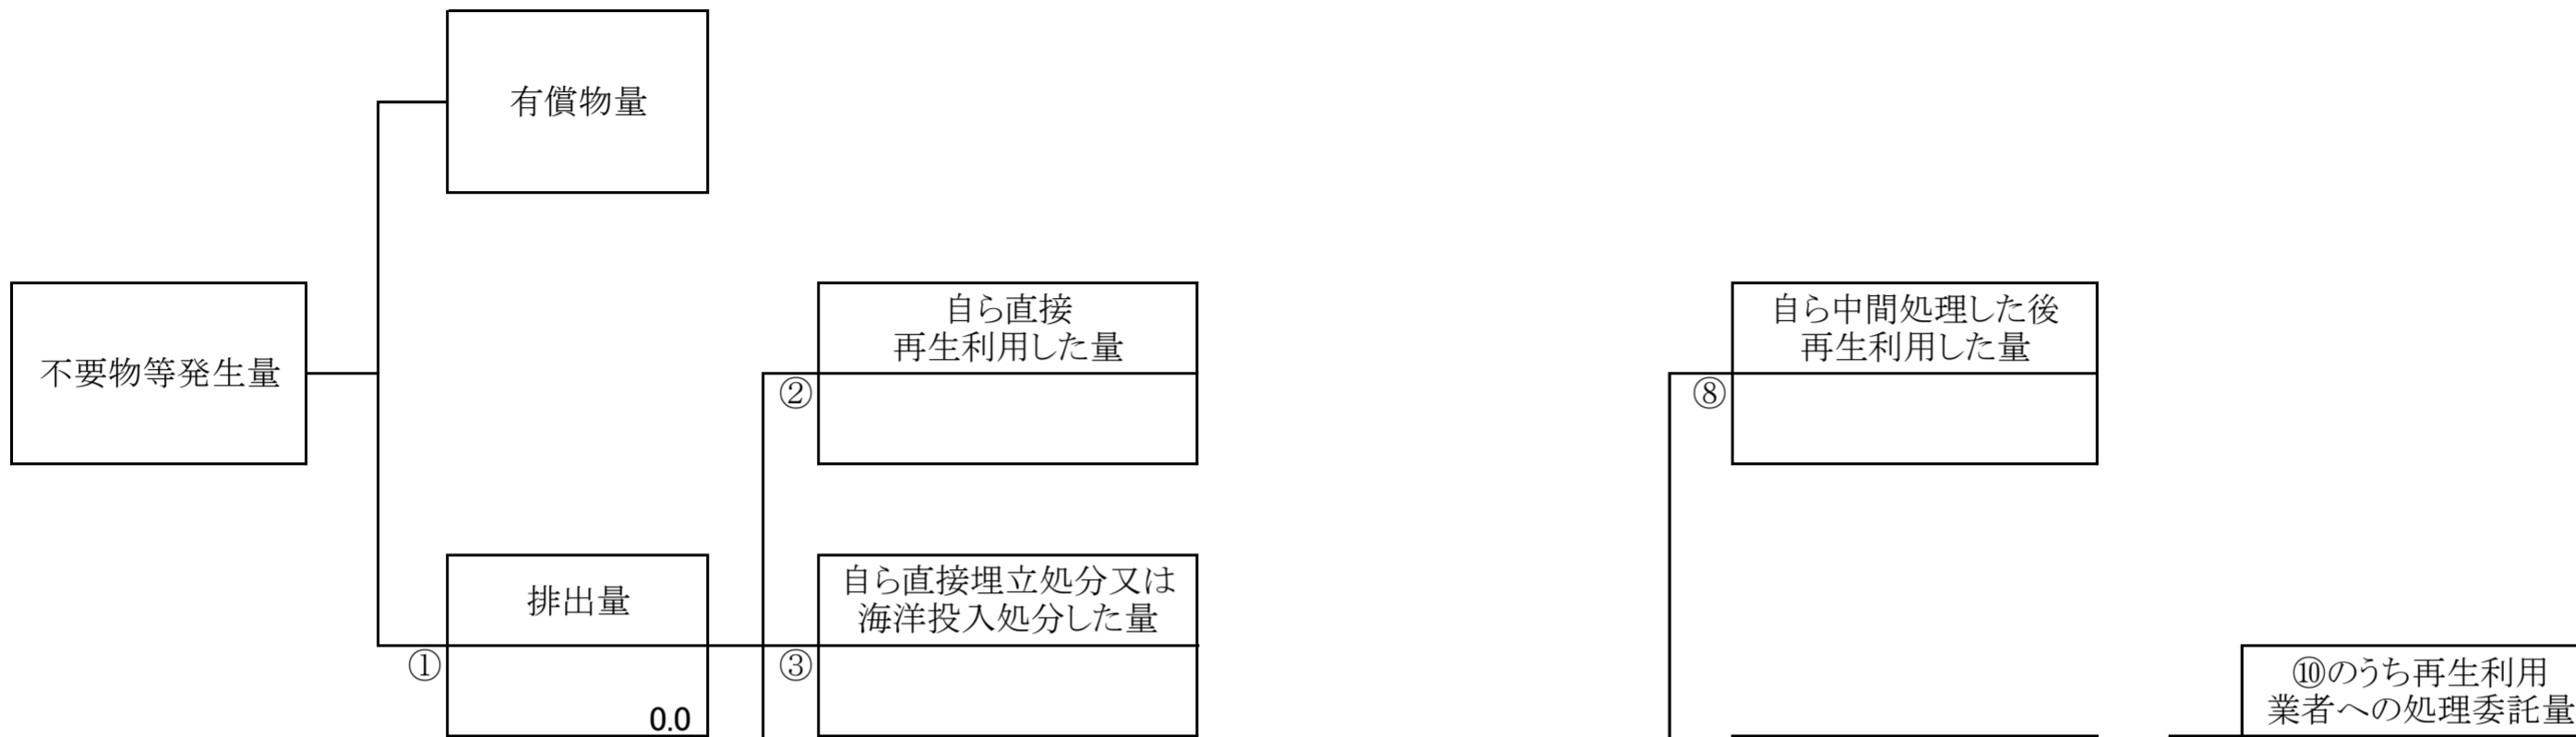 有償物量
不要物等発生量
自ら直接
再生利用した量
②
自ら中間処理した後
再生利用した量
⑧
排出量
①
0.0
自ら直接埋立処分又は
海洋投入処分した量
③
⑩のうち再生利用
業者への処理委託量